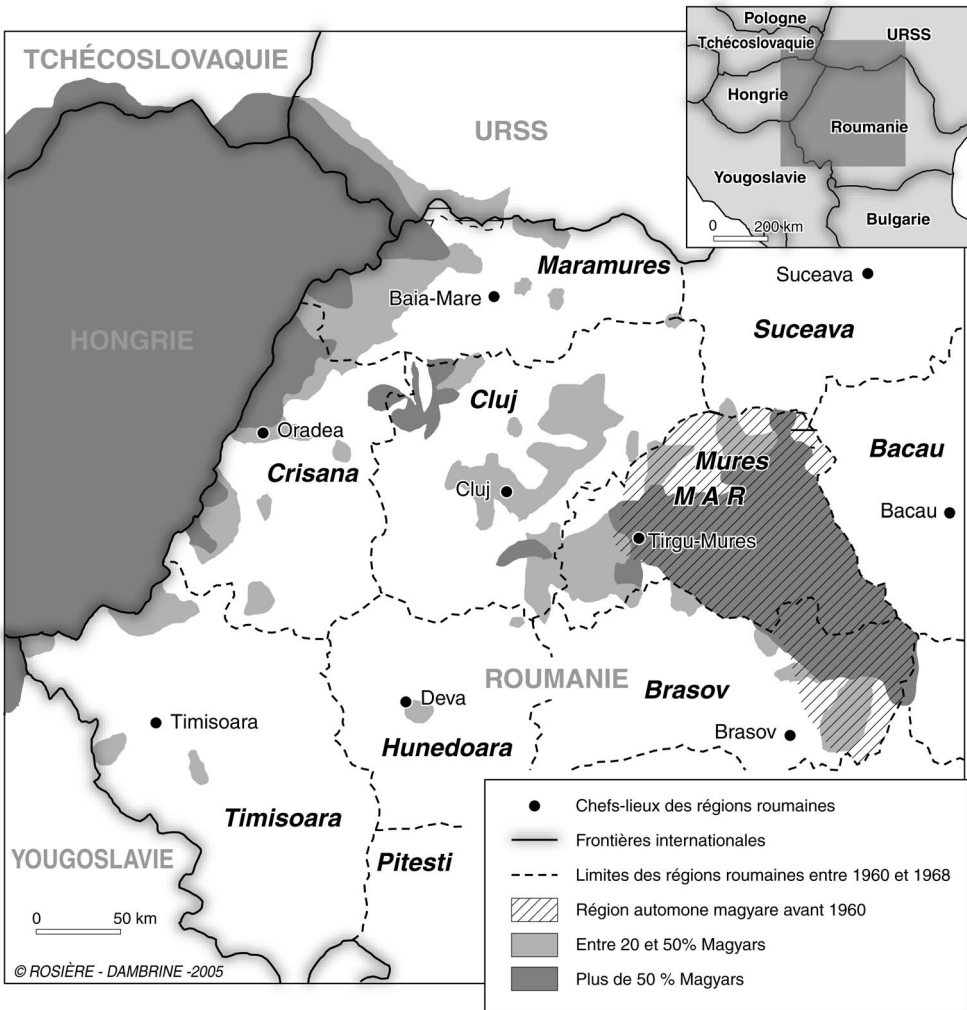 TCHÉCOSLOVAQUIE
URSS
Pologne
Tchécoslovaquie
URSS
Hongrie
Roumanie
Yougoslavie
Bulgarie
0 200 km
Maramures
Suceava
Baia-Mare
Suceava
HONGRIE
Cluj
Oradea
Mures
Bacau
Crisana
M A R
Cluj
Bacau
Tirgu-Mures
ROUMANIE
Brasov
Deva
Timisoara
Brasov
Hunedoara
Timisoara
YOUGOSLAVIE
Pitesti
0 50 km
© ROSIÈRE - DAMBRINE -2005
Chefs-lieux des régions roumaines
Frontières internationales
Limites des régions roumaines entre 1960 et 1968
Région automone magyare avant 1960
Entre 20 et 50% Magyars
Plus de 50 % Magyars